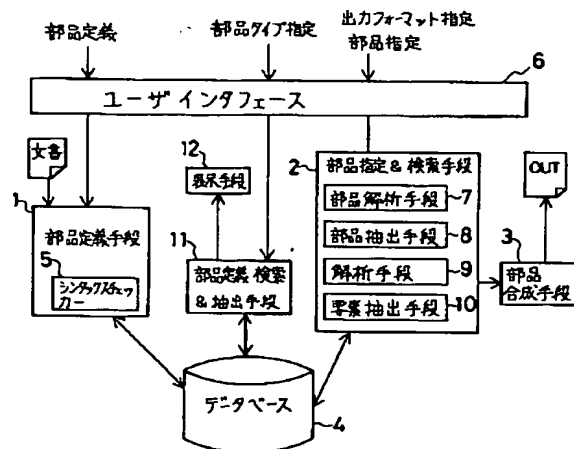 出力フォーマット指定
部品定義
部品タイプ指定
部品指定
6
ユーザインタフェース
文書
12
表示手段
2
部品指定&検索手段
OUT
1
部品解析手段
7
部品定義手段
11
部品抽出手段
8
3
5
シンタックスチェッカー
部品定義検索
&抽出手段
解析手段
9
部品
合成手段
要素抽出手段
10
データベース
4